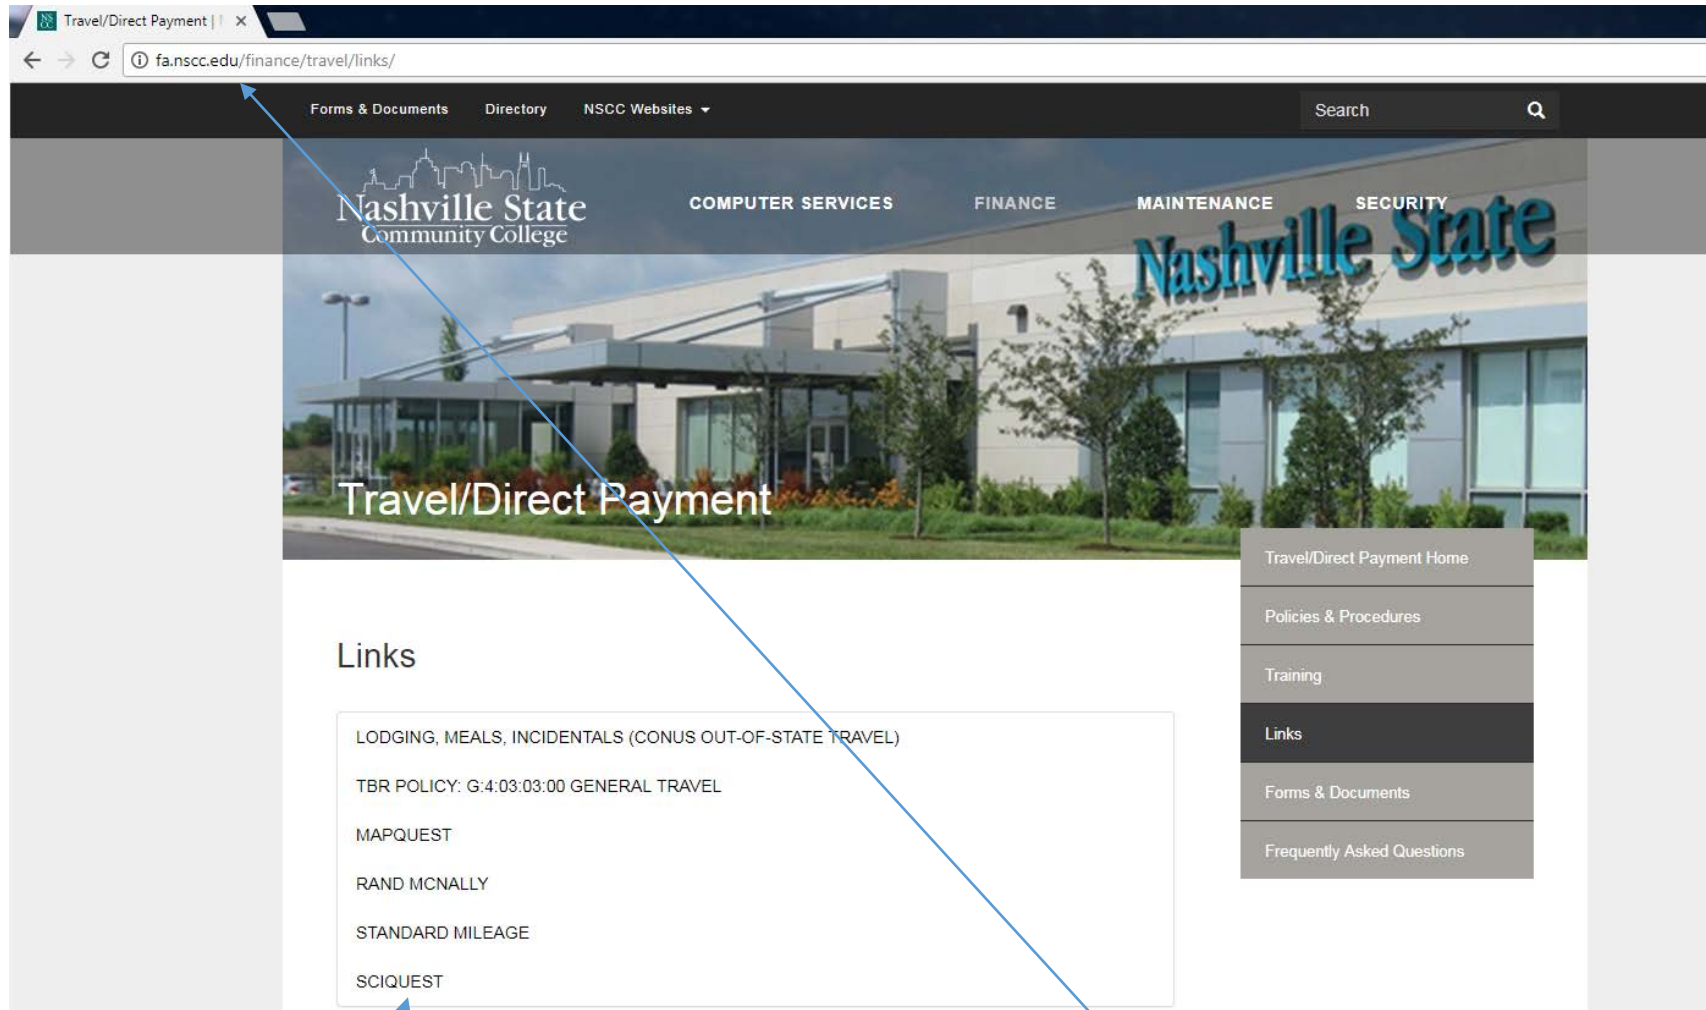 Travel/Direct Payment |
fa.nscc.edu/finance/travel/links/
Forms & Documents Directory NSCC Websites Search
Nashville State
Community College
COMPUTER SERVICES FINANCE MAINTENANCE SECURITY
Nashville State
Travel/Direct Payment
Travel/Direct Payment Home
Policies & Procedures
Training
Links
Forms & Documents
Frequently Asked Questions
Links
LODGING, MEALS, INCIDENTALS (CONUS OUT-OF-STATE TRAVEL)
TBR POLICY: G:4:03:03:00 GENERAL TRAVEL
MAPQUEST
RAND MCNALLY
STANDARD MILEAGE
SCIQUEST